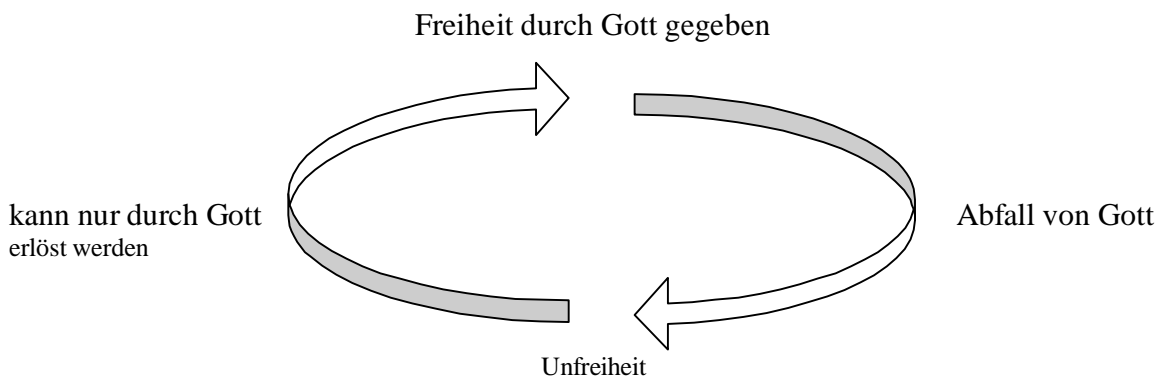 Freiheit durch Gott gegeben
kann nur durch Gott
erlöst werden
Abfall von Gott
Unfreiheit